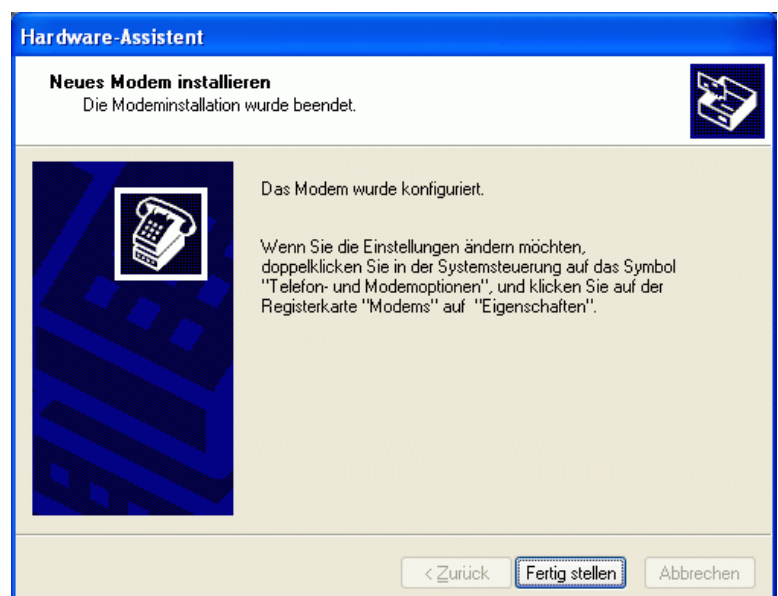 Hardware-Assistent
Neues Modem installieren
Die Modeminstallation wurde beendet.
Das Modem wurde konfiguriert.
Wenn Sie die Einstellungen ändern möchten,
doppelklicken Sie in der Systemsteuerung auf das Symbol
"Telefon- und Modemoptionen", und klicken Sie auf der
Registerkarte "Modems" auf "Eigenschaften".
< Zurück Fertig stellen Abbrechen